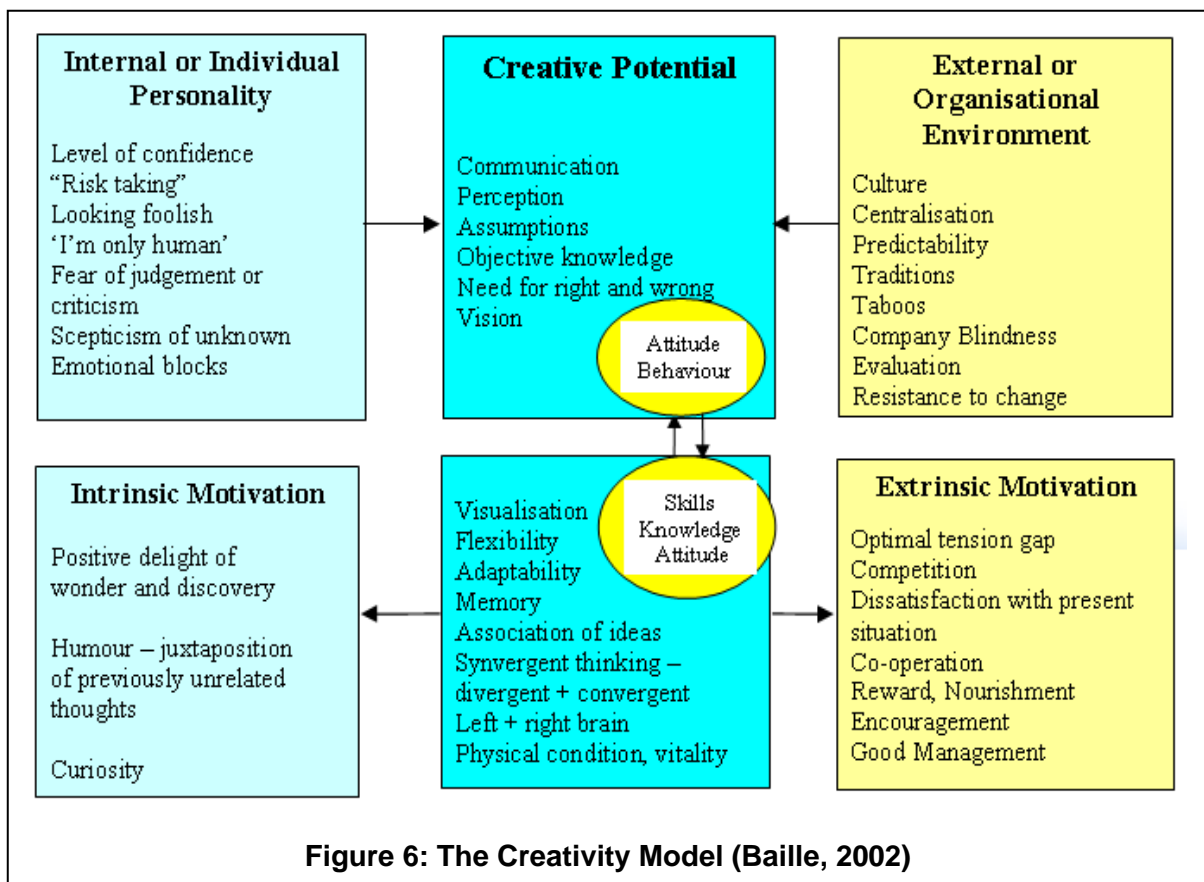 Internal or Individual
Personality
Level of confidence
“Risk taking”
Looking foolish
‘I’m only human’
Fear of judgement or
criticism
Scepticism of unknown
Emotional blocks
Creative Potential
Communication
Perception
Assumptions
Objective knowledge
Need for right and wrong
Vision
Attitude
Behaviour
External or
Organisational
Environment
Culture
Centralisation
Predictability
Traditions
Taboos
Company Blindness
Evaluation
Resistance to change
Intrinsic Motivation
Positive delight of
wonder and discovery
Humour – juxtaposition
of previously unrelated
thoughts
Curiosity
Visualisation
Flexibility
Adaptability
Memory
Association of ideas
Synvergent thinking –
divergent + convergent
Left + right brain
Physical condition, vitality
Skills
Knowledge
Attitude
Extrinsic Motivation
Optimal tension gap
Competition
Dissatisfaction with present
situation
Co-operation
Reward, Nourishment
Encouragement
Good Management
Figure 6: The Creativity Model (Baille, 2002)